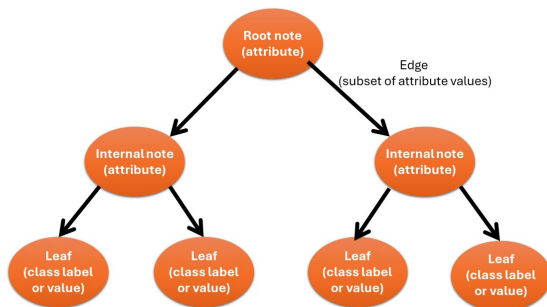 Root note
(attribute)
Edge
(subset of attribute values)
Internal note
(attribute)
Internal note
(attribute)
Leaf
(class label
or value)
Leaf
(class label
or value)
Leaf
(class label
or value)
Leaf
(class label
or value)